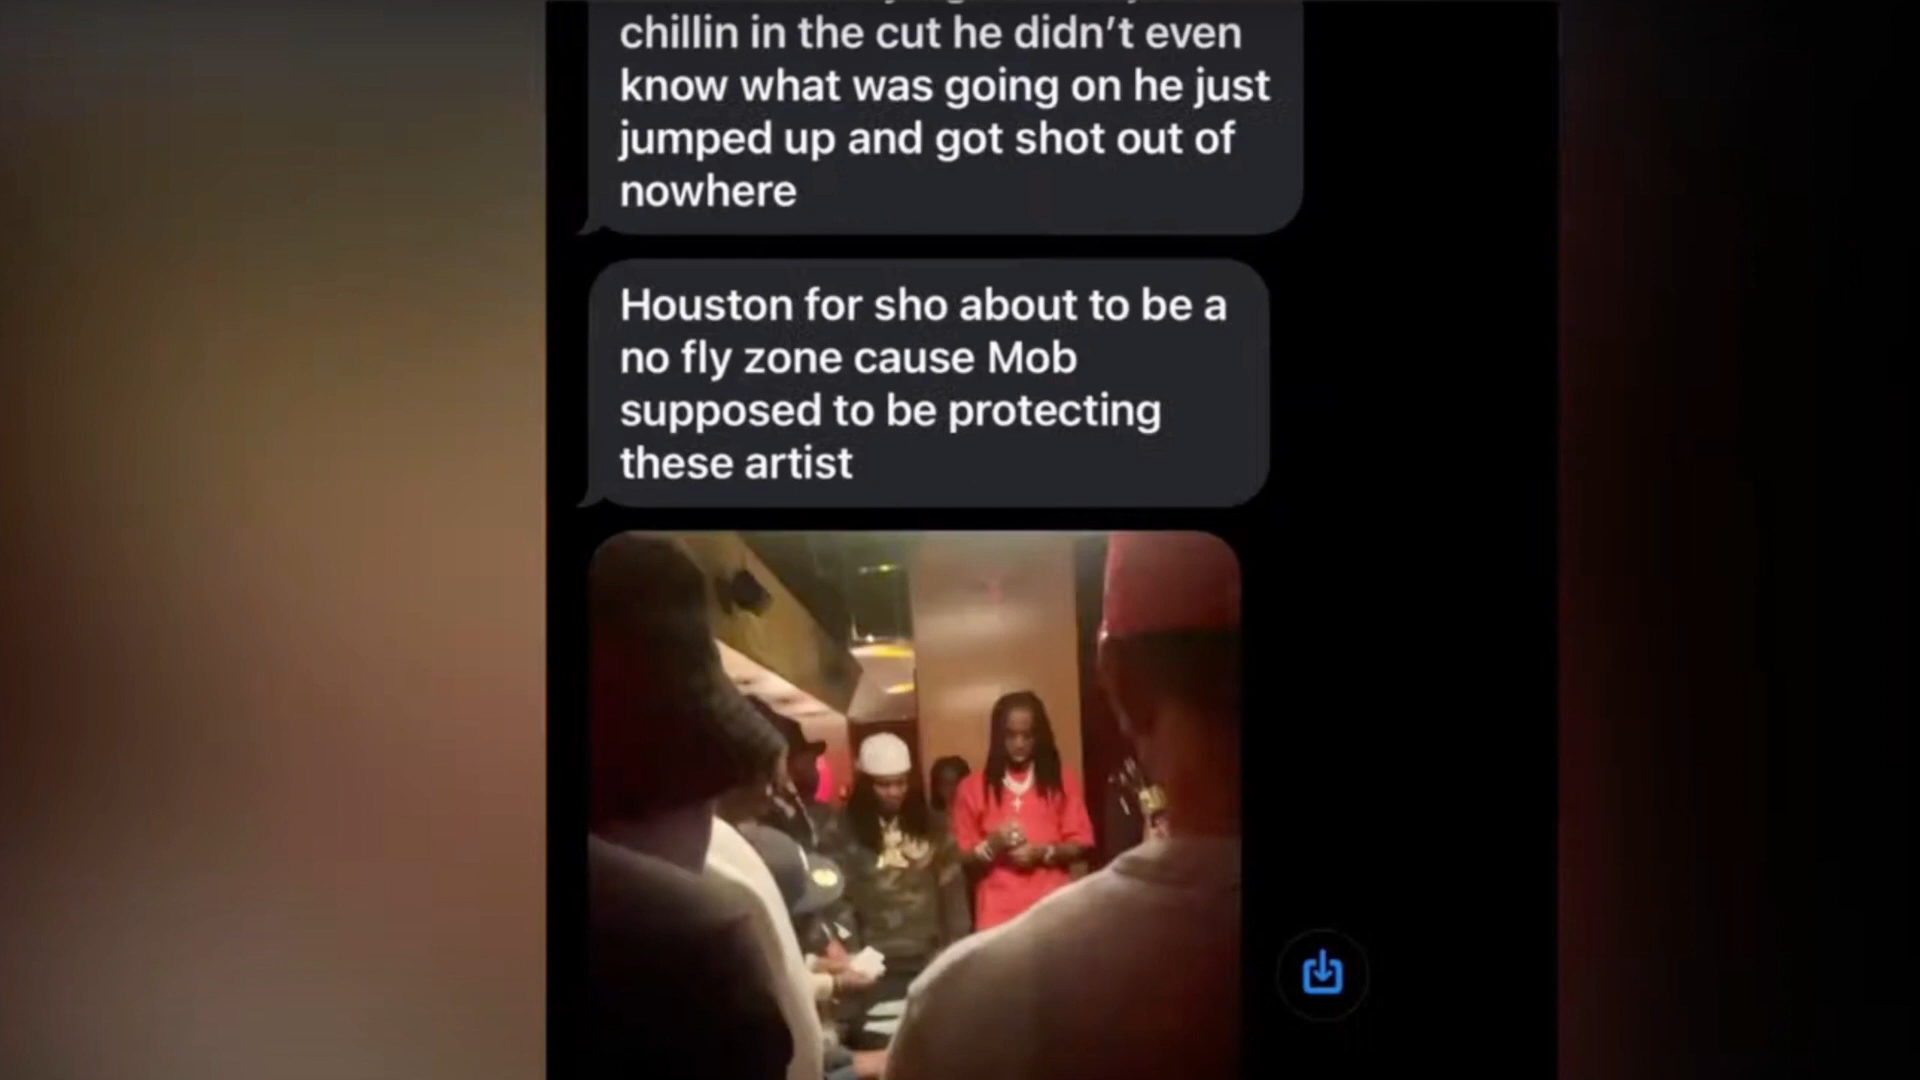 chillin in the cut he didn’t even
know what was going on he just
jumped up and got shot out of
nowhere
Houston for sho about to be a
no fly zone cause Mob
supposed to be protecting
these artist